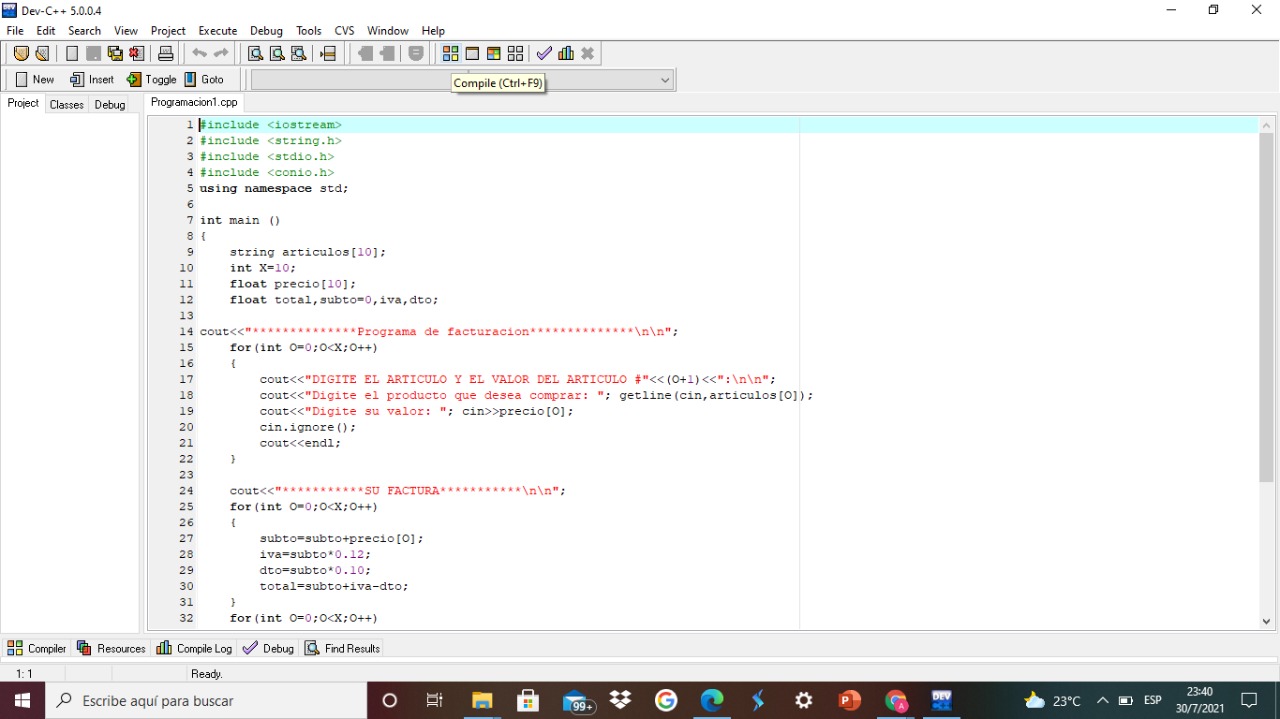 Dev-C++ 5.0.0.4
File Edit Search View Project Execute Debug Tools CVS Window Help
New Insert Toggle Goto
Compile (Ctrl+F9)
Project Classes Debug
Programacion1.cpp
1 #include <iostream>
2 #include <string.h>
3 #include <stdio.h>
4 #include <conio.h>
5 using namespace std;
6
7 int main ()
8 {
9 string articulos[10];
10 int X=10;
11 float precio[10];
12 float total,subto=0,iva,dto;
13
14 cout<<"**************Programa de facturacion**************\n\n";
15 for(int O=0;O<X;O++)
16 {
17 cout<<"DIGITE EL ARTICULO Y EL VALOR DEL ARTICULO #"<<(O+1)<<":\n\n";
18 cout<<"Digite el producto que desea comprar: "; getline(cin,articulos[O]);
19 cout<<"Digite su valor: "; cin>>precio[O];
20 cin.ignore();
21 cout<<endl;
22 }
23
24 cout<<"***********SU FACTURA***********\n\n";
25 for(int O=0;O<X;O++)
26 {
27 subto=subto+precio[O];
28 iva=subto*0.12;
29 dto=subto*0.10;
30 total=subto+iva-dto;
31 }
32 for(int O=0;O<X;O++)
Compiler Resources Compile Log Debug Find Results
1: 1 Ready.
Escribe aquí para buscar
99+
DEV
23°C
ESP
23:40
30/7/2021